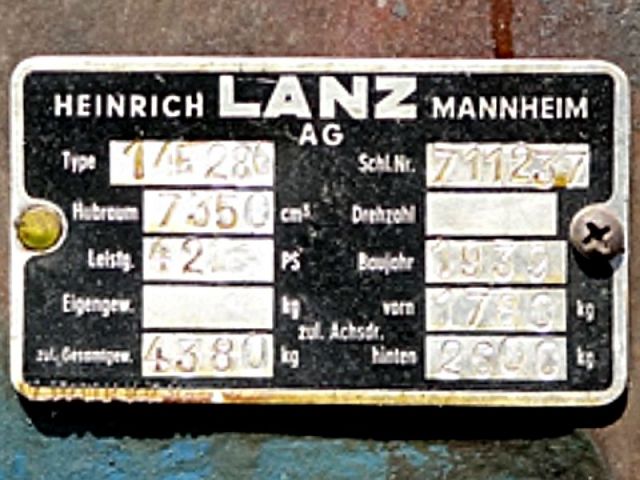 HEINRICH LANZ MANNHEIM
AG
Type Schl.Nr. 711237
Hubraum 7350 cm³ Drehzahl
Leistg. PS Baujahr 1939
Eigengew. kg vorn kg
zul. Achsdr.
zul. Gesamtgew. 4380 kg hinten kg